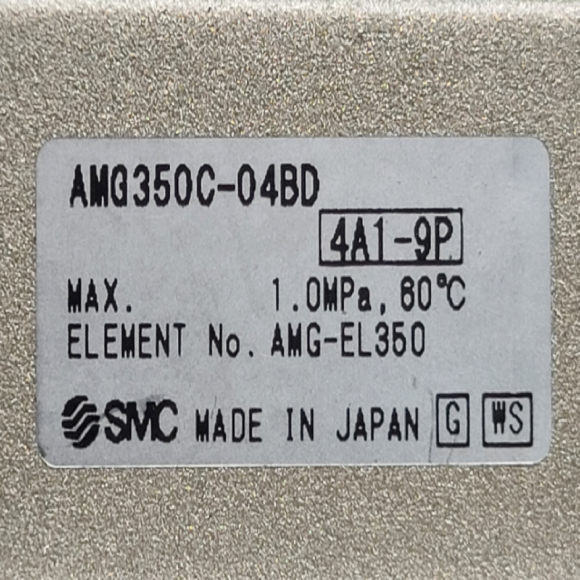 AMG350C-04BD
4A1-9P
MAX. 1.0MPa, 60°C
ELEMENT No. AMG-EL350
SMC MADE IN JAPAN G WS